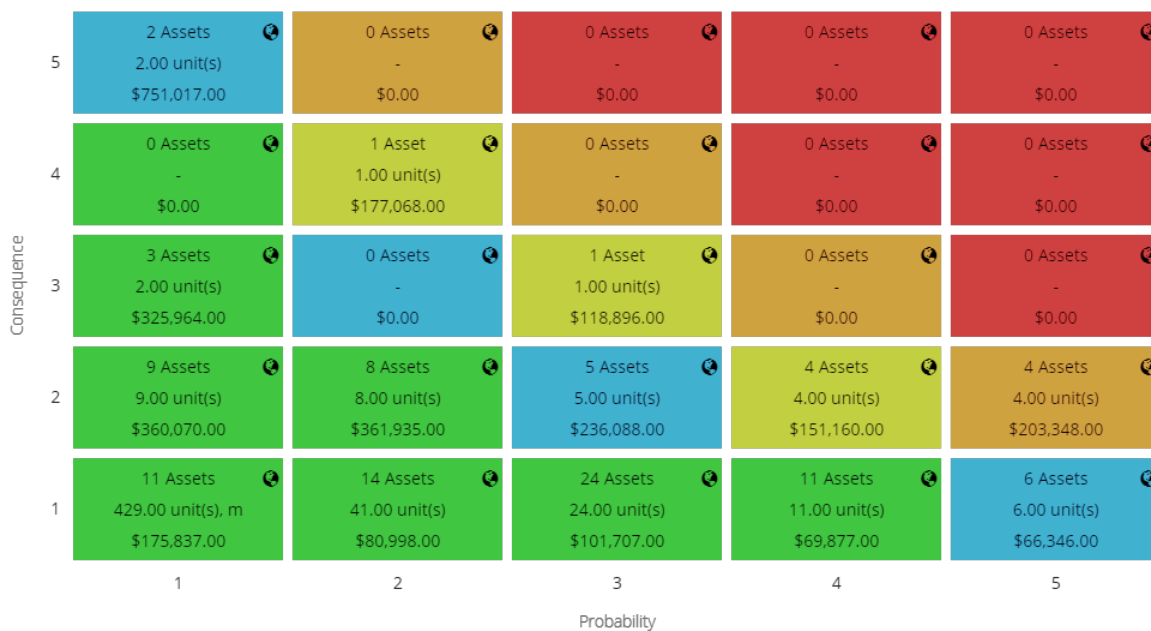 2 Assets
2.00 unit(s)
$751,017.00
0 Assets
-
$0.00
0 Assets
-
$0.00
0 Assets
-
$0.00
0 Assets
-
$0.00
5
0 Assets
-
$0.00
1 Asset
1.00 unit(s)
$177,068.00
0 Assets
-
$0.00
0 Assets
-
$0.00
0 Assets
-
$0.00
4
3 Assets
2.00 unit(s)
$325,964.00
0 Assets
-
$0.00
1 Asset
1.00 unit(s)
$118,896.00
0 Assets
-
$0.00
0 Assets
-
$0.00
3
Consequence
9 Assets
9.00 unit(s)
$360,070.00
8 Assets
8.00 unit(s)
$361,935.00
5 Assets
5.00 unit(s)
$236,088.00
4 Assets
4.00 unit(s)
$151,160.00
4 Assets
4.00 unit(s)
$203,348.00
2
11 Assets
429.00 unit(s), m
$175,837.00
14 Assets
41.00 unit(s)
$80,998.00
24 Assets
24.00 unit(s)
$101,707.00
11 Assets
11.00 unit(s)
$69,877.00
6 Assets
6.00 unit(s)
$66,346.00
1
1
2
3
4
5
Probability